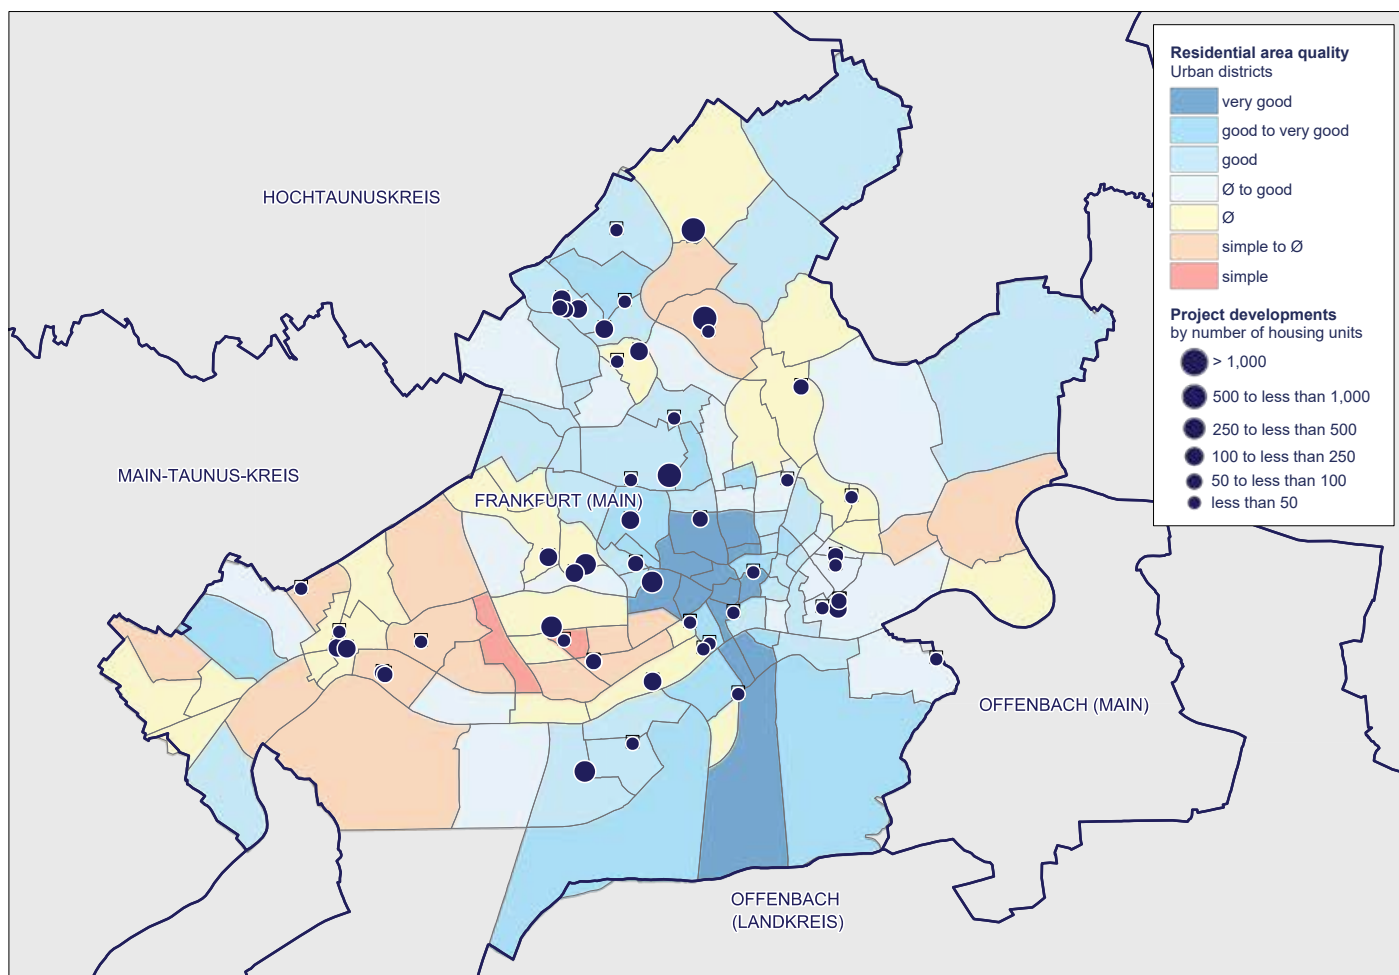 Residential area quality
Urban districts
very good
good to very good
good
Ø to good
Ø
simple to Ø
simple
Project developments
by number of housing units
> 1,000
500 to less than 1,000
250 to less than 500
100 to less than 250
50 to less than 100
less than 50
HOCHTAUNUSKREIS
MAIN-TAUNUS-KREIS
FRANKFURT (MAIN)
OFFENBACH (MAIN)
OFFENBACH
(LANDKREIS)